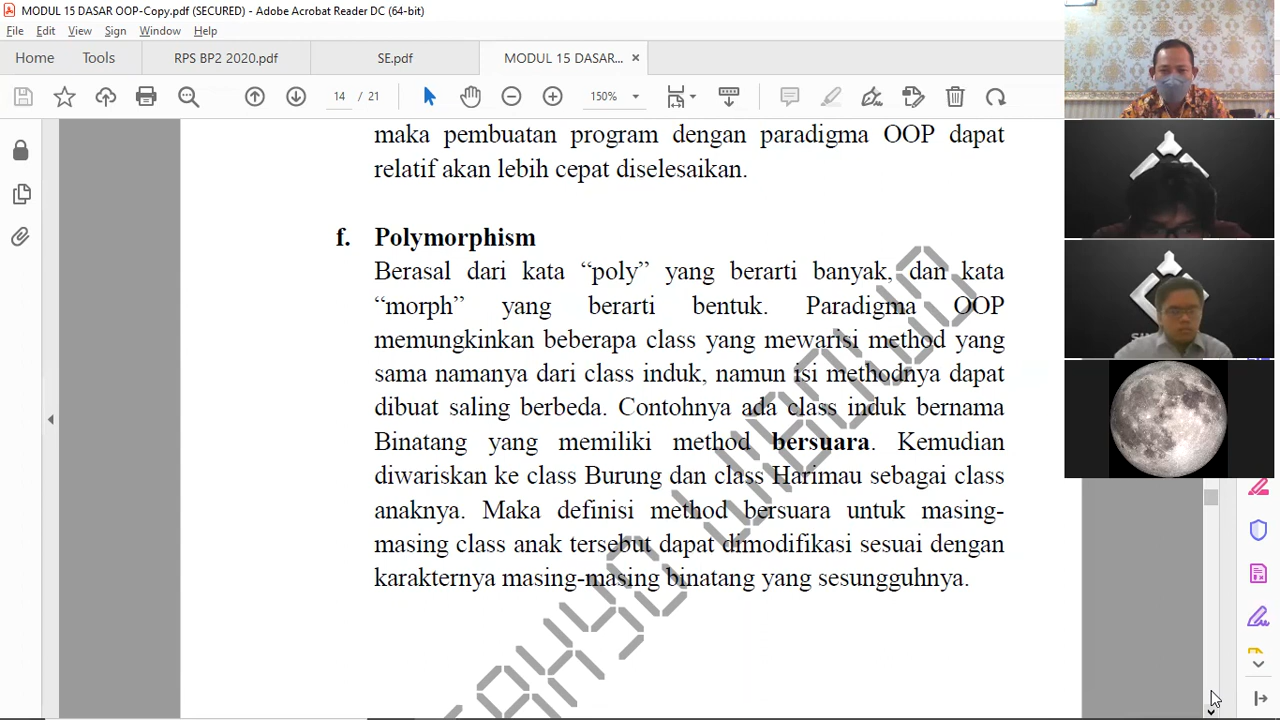 MODUL 15 DASAR OOP-Copy.pdf (SECURED) - Adobe Acrobat Reader DC (64-bit)
File Edit View Sign Window Help
Home Tools RPS BP2 2020.pdf SE.pdf MODUL 15 DASAR... ×
14 / 21 150%
maka pembuatan program dengan paradigma OOP dapat
relatif akan lebih cepat diselesaikan.
f. Polymorphism
Berasal dari kata “poly” yang berarti banyak, dan kata
“morph” yang berarti bentuk. Paradigma OOP
memungkinkan beberapa class yang mewarisi method yang
sama namanya dari class induk, namun isi methodnya dapat
dibuat saling berbeda. Contohnya ada class induk bernama
Binatang yang memiliki method bersuara. Kemudian
diwariskan ke class Burung dan class Harimau sebagai class
anaknya. Maka definisi method bersuara untuk masing-
masing class anak tersebut dapat dimodifikasi sesuai dengan
karakternya masing-masing binatang yang sesungguhnya.
WIBOWO